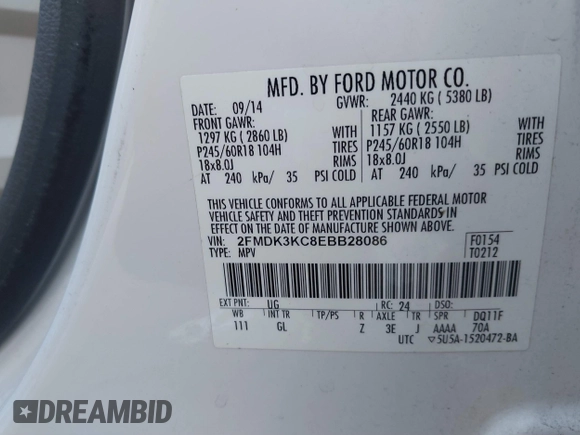 MFD. BY FORD MOTOR CO.
DATE: 09/14 GVWR: 2440 KG ( 5380 LB)
FRONT GAWR: REAR GAWR:
1297 KG ( 2860 LB) WITH 1157 KG ( 2550 LB) WITH
P245/60R18 104H TIRES P245/60R18 104H TIRES
18x8.0J RIMS 18x8.0J RIMS
AT 240 kPa/ 35 PSI COLD AT 240 kPa/ 35 PSI COLD
THIS VEHICLE CONFORMS TO ALL APPLICABLE FEDERAL MOTOR
VEHICLE SAFETY AND THEFT PREVENTION STANDARDS IN
EFFECT ON THE DATE OF MANUFACTURE SHOWN ABOVE.
VIN: 2FMDK3KC8EBB28086 F0154
TYPE: MPV T0212
EXT PNT: UG RC: 24 DSO:
WB INT TR TP/PS R AXLE TR SPR DQ11F
111 GL Z 3E J AAAA 70A
UTC ▽5U5A-1520472-BA
DREAMBID